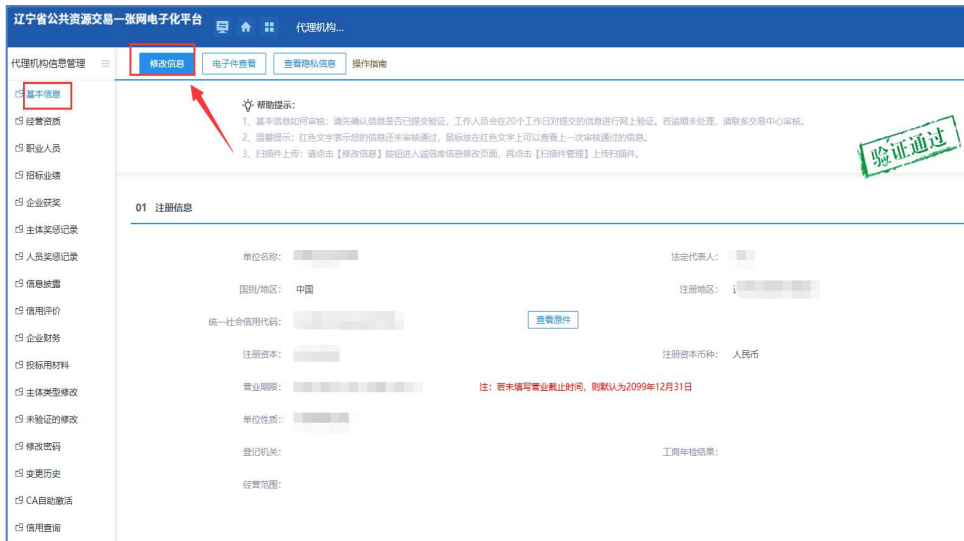 辽宁省公共资源交易一张网电子化平台
代理机构...
代理机构信息管理
修改信息
电子件查看
查看隐私信息
操作指南
基本信息
经营资质
职业人员
招标业绩
企业获奖
主体奖惩记录
人员奖惩记录
信息披露
信用评价
企业财务
投标用材料
主体类型修改
未验证的修改
修改密码
变更历史
CA自助激活
信用查询
帮助提示：
1、基本信息如何审核：请先确认信息是否已提交验证，工作人员会在20个工作日对提交的信息进行网上验证。若逾期未处理，请联系交易中心审核。
2、温馨提示：红色文字表示您的信息还未审核通过，鼠标放在红色文字上可以查看上一次审核通过的信息。
3、扫描件上传：请点击【修改信息】按钮进入诚信库信息修改页面，再点击【扫描件管理】上传扫描件。
验证通过
01 注册信息
单位名称：
法定代表人：
国别/地区： 中国
注册地区：
统一社会信用代码：
查看原件
注册资本：
注册资本币种： 人民币
营业期限：
注：若未填写营业截止时间，则默认为2099年12月31日
单位性质：
登记机关：
工商年检结果：
经营范围：